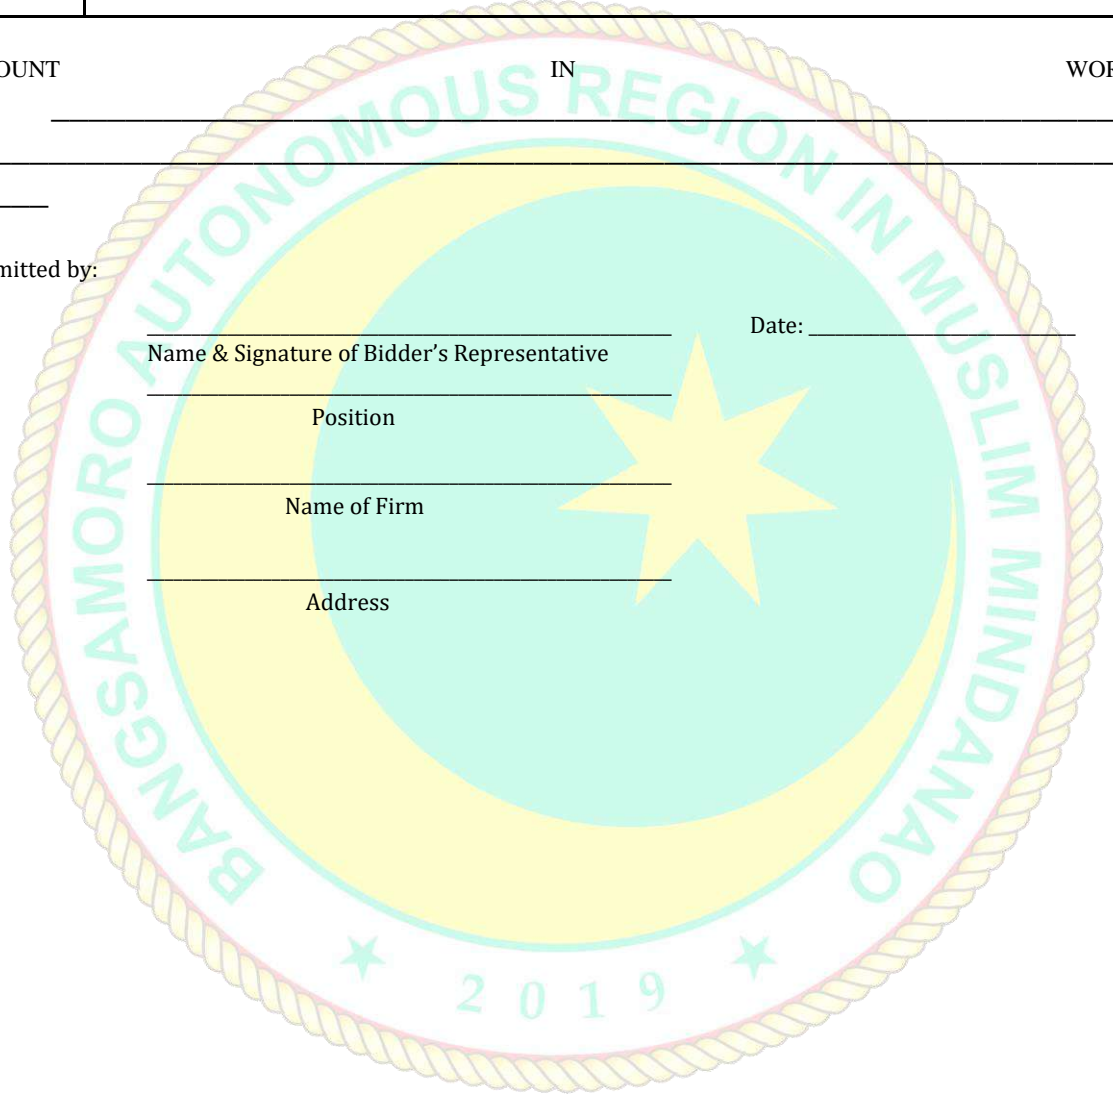 OUNT IN WOR
mitted by:
Date:
Name & Signature of Bidder's Representative
Position
Name of Firm
Address
BANGSAMORO AUTONOMOUS REGION IN MUSLIM MINDANAO
2019